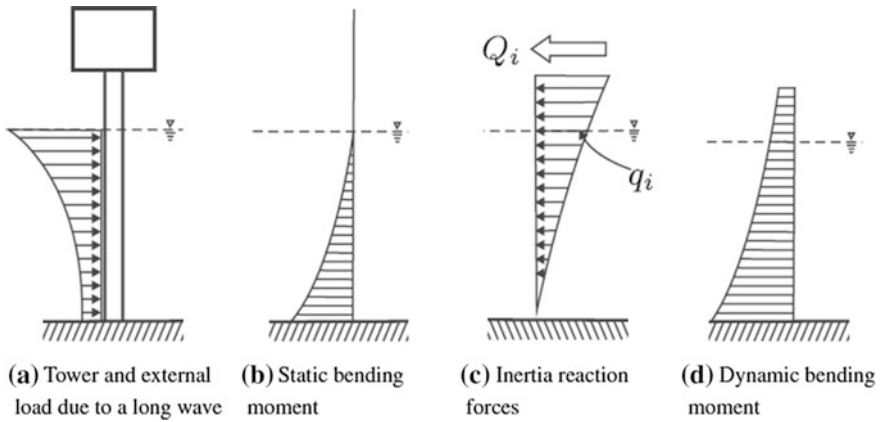 Q_i
q_i
(a) Tower and external
load due to a long wave
(b) Static bending
moment
(c) Inertia reaction
forces
(d) Dynamic bending
moment